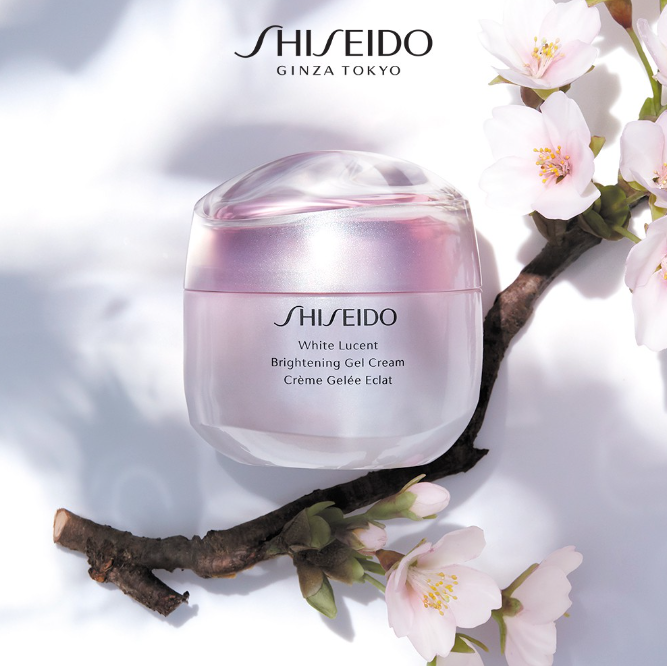 SHISEIDO
GINZA TOKYO
SHISEIDO
White Lucent
Brightening Gel Cream
Crème Gelée Eclat